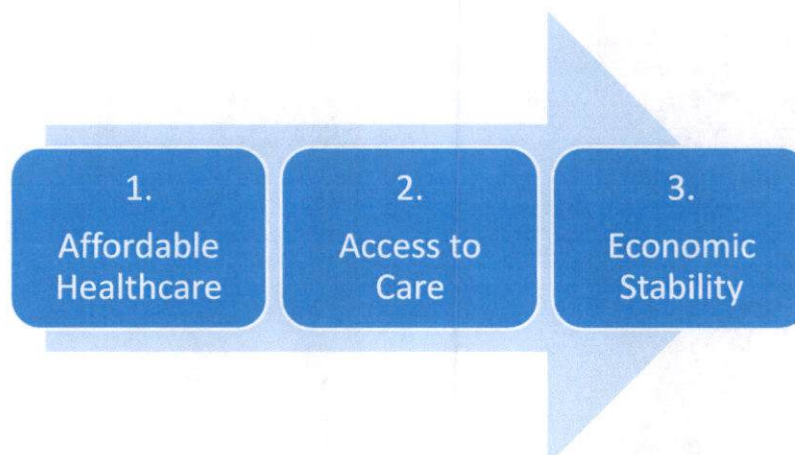 1.
Affordable
Healthcare
2.
Access to
Care
3.
Economic
Stability